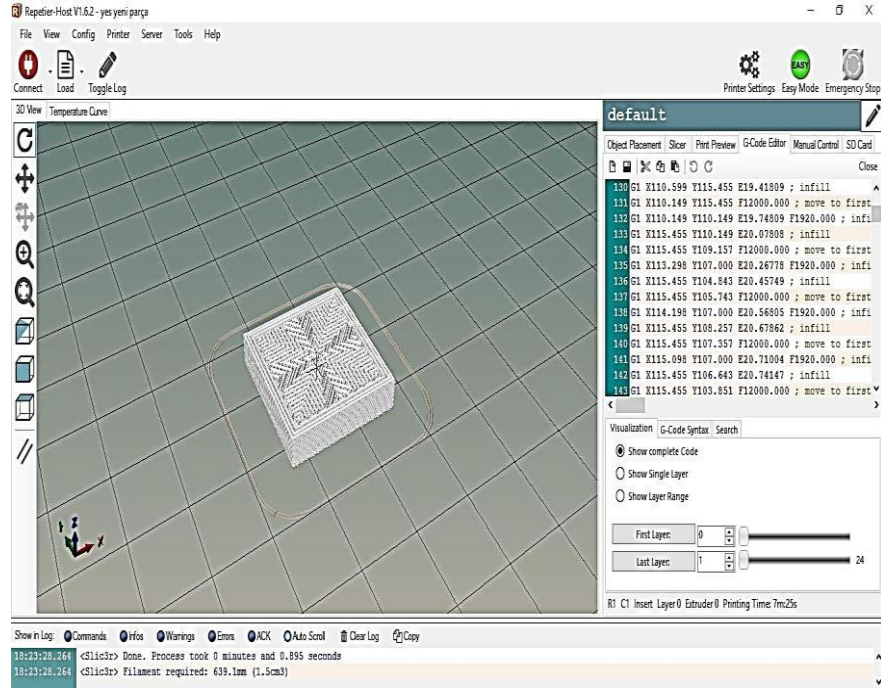 Repetier-Host V1.6.2 - yes yeni parça
File View Config Printer Server Tools Help
Connect Load Toggle Log
Printer Settings Easy Mode Emergency Stop
EASY
3D View Temperature Curve
default
Object Placement Slicer Print Preview G-Code Editor Manual Control SD Card
Close
130 G1 X110.599 Y115.455 E19.41809 ; infill
131 G1 X110.149 Y115.455 F12000.000 ; move to first
132 G1 X110.149 Y110.149 E19.74809 F1920.000 ; infi
133 G1 X115.455 Y110.149 E20.07808 ; infill
134 G1 X115.455 Y109.157 F12000.000 ; move to first
135 G1 X113.298 Y107.000 E20.26778 F1920.000 ; infi
136 G1 X115.455 Y104.843 E20.45749 ; infill
137 G1 X115.455 Y105.743 F12000.000 ; move to first
138 G1 X114.198 Y107.000 E20.56805 F1920.000 ; infi
139 G1 X115.455 Y108.257 E20.67862 ; infill
140 G1 X115.455 Y107.357 F12000.000 ; move to first
141 G1 X115.098 Y107.000 E20.71004 F1920.000 ; infi
142 G1 X115.455 Y106.643 E20.74147 ; infill
143 G1 X115.455 Y103.851 F12000.000 ; move to first
Visualization G-Code Syntax Search
Show complete Code
Show Single Layer
Show Layer Range
First Layer: 0
Last Layer: 1 24
R1 C1 Insert Layer 0 Extruder 0 Printing Time: 7m:25s
Show in Log: Commands Infos Warnings Errors ACK Auto Scroll Clear Log Copy
18:23:28.264 <Slic3r> Done. Process took 0 minutes and 0.895 seconds
18:23:28.264 <Slic3r> Filament required: 639.1mm (1.5cm3)